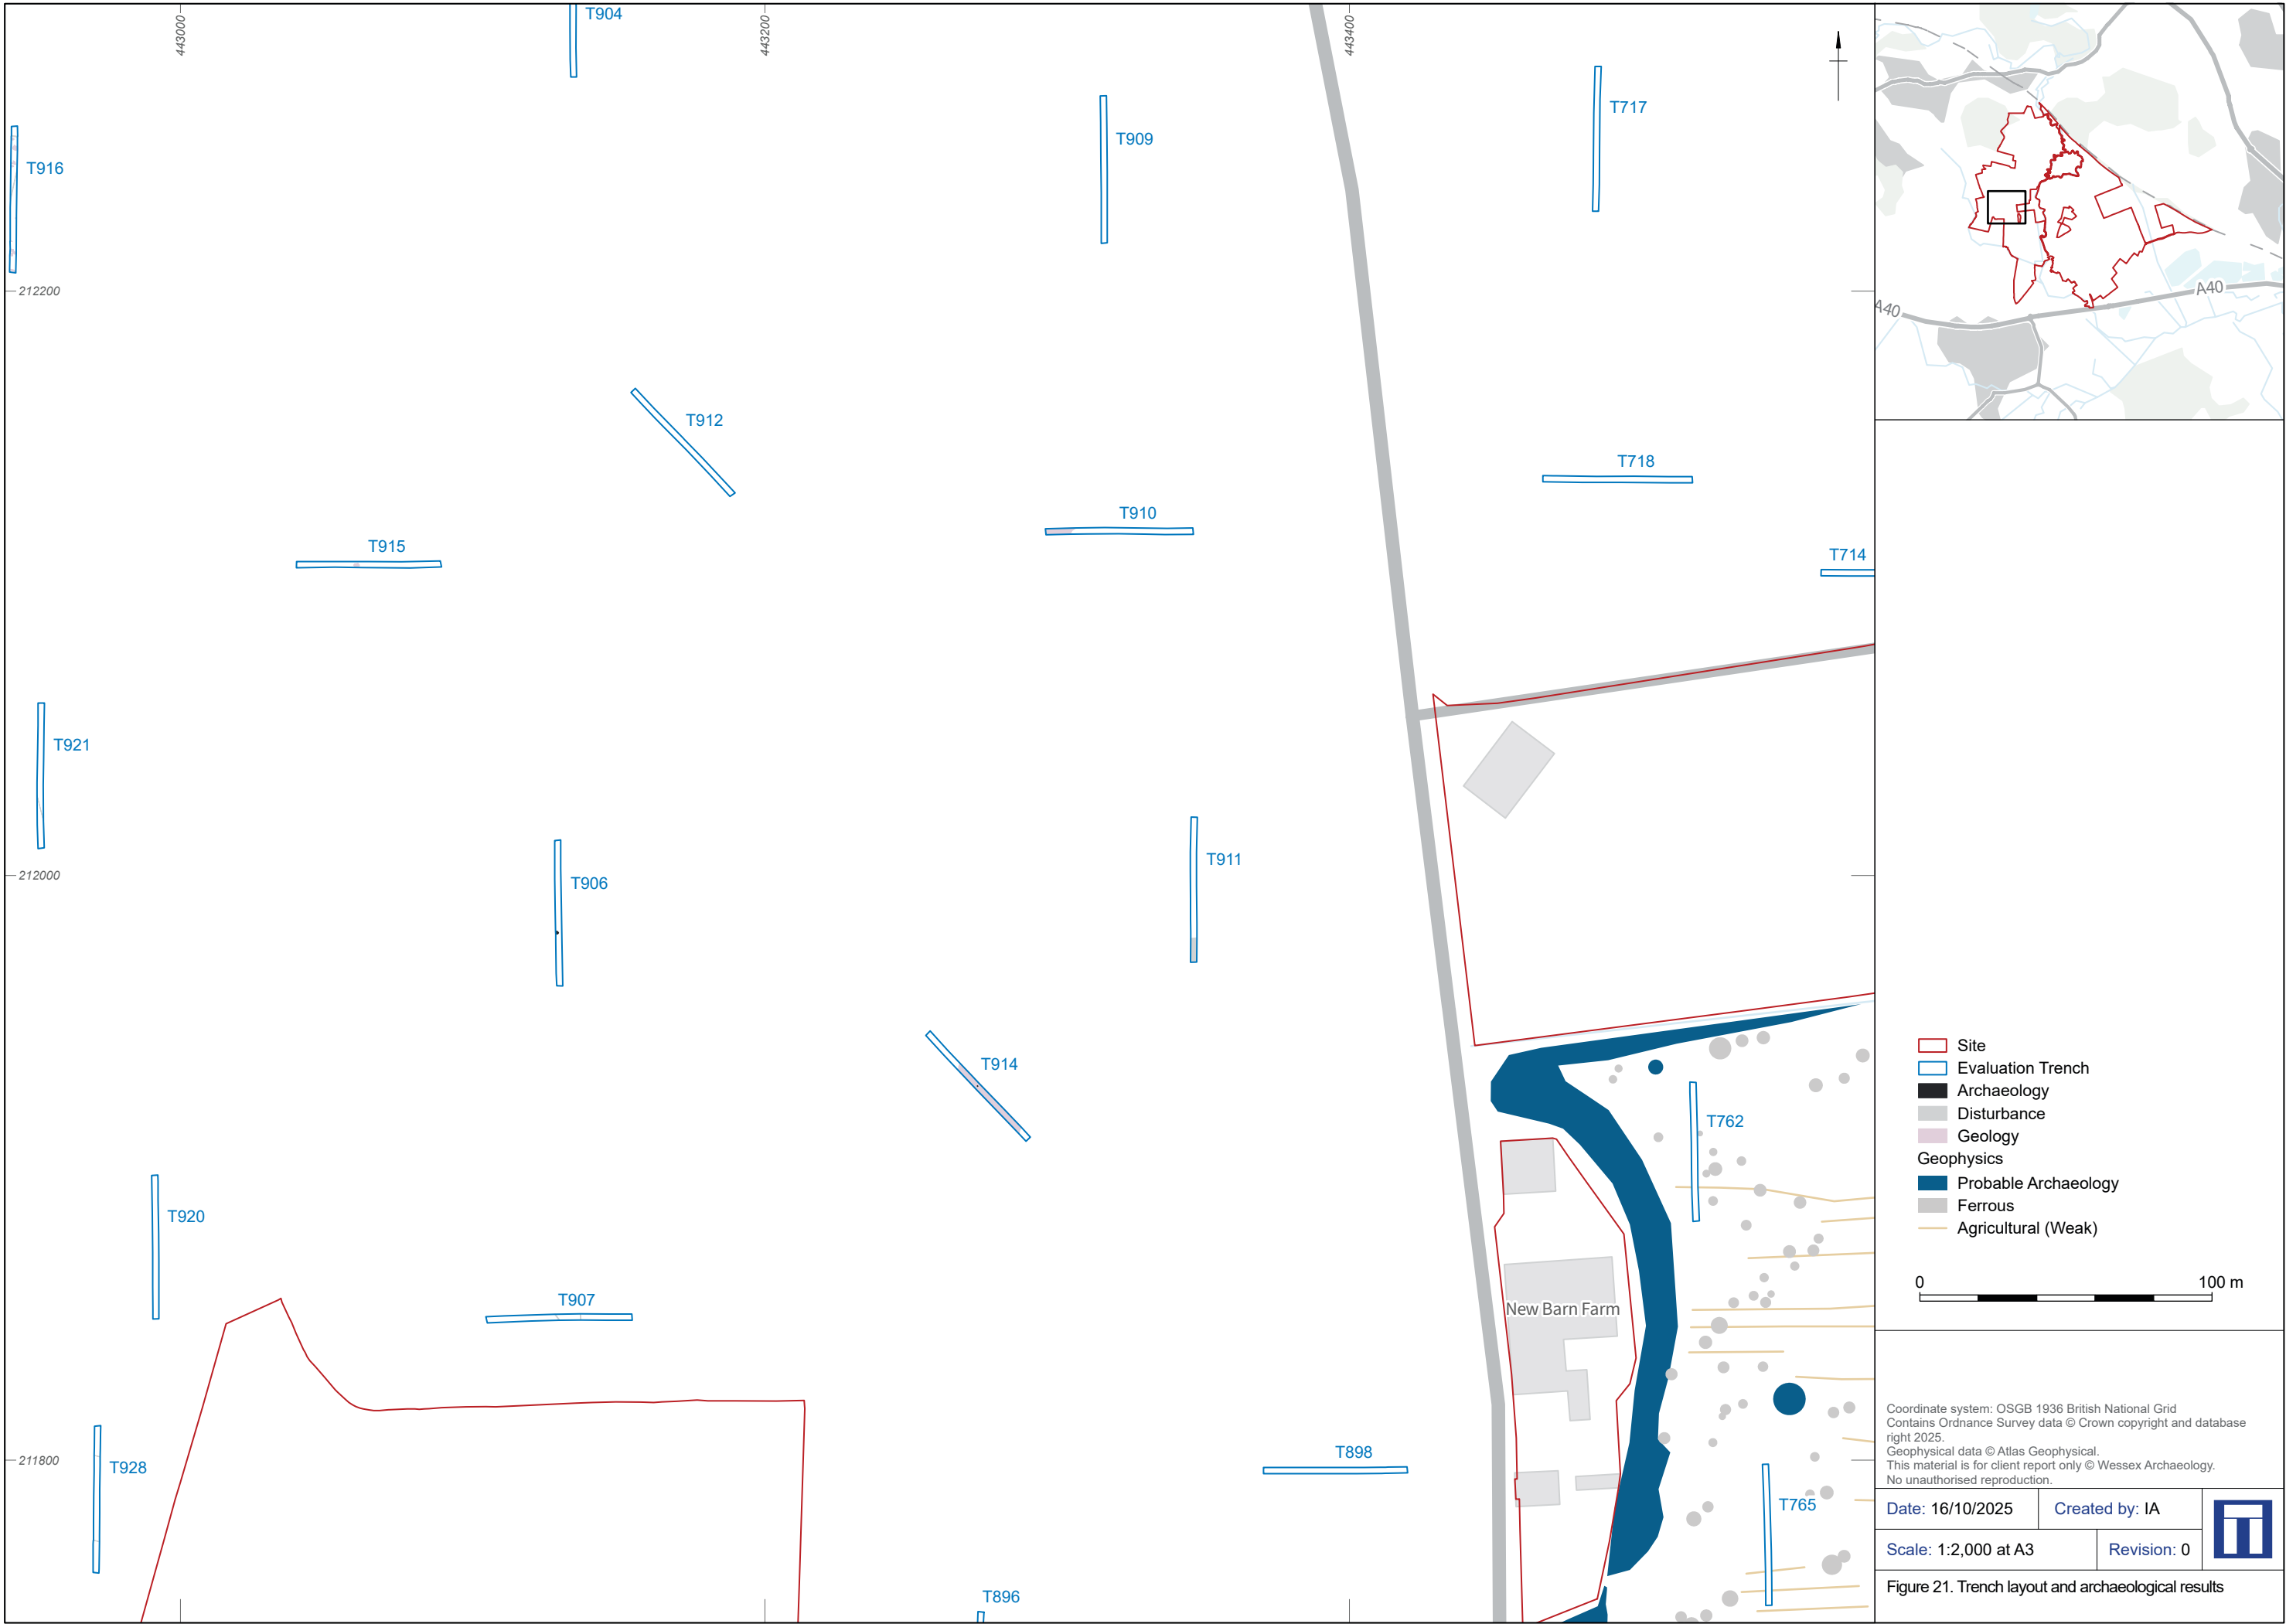 443000
443200
443400
T904
T717
T909
T916
212200
A40
A40
T912
T718
T910
T915
T714
T921
T911
212000
T906
T914
T762
T920
T907
New Barn Farm
T898
211800
T928
T765
T896
Site
Evaluation Trench
Archaeology
Disturbance
Geology
Geophysics
Probable Archaeology
Ferrous
Agricultural (Weak)
0 100 m
Coordinate system: OSGB 1936 British National Grid
Contains Ordnance Survey data © Crown copyright and database
right 2025.
Geophysical data © Atlas Geophysical.
This material is for client report only © Wessex Archaeology.
No unauthorised reproduction.
Date: 16/10/2025 Created by: IA
Scale: 1:2,000 at A3 Revision: 0
Figure 21. Trench layout and archaeological results